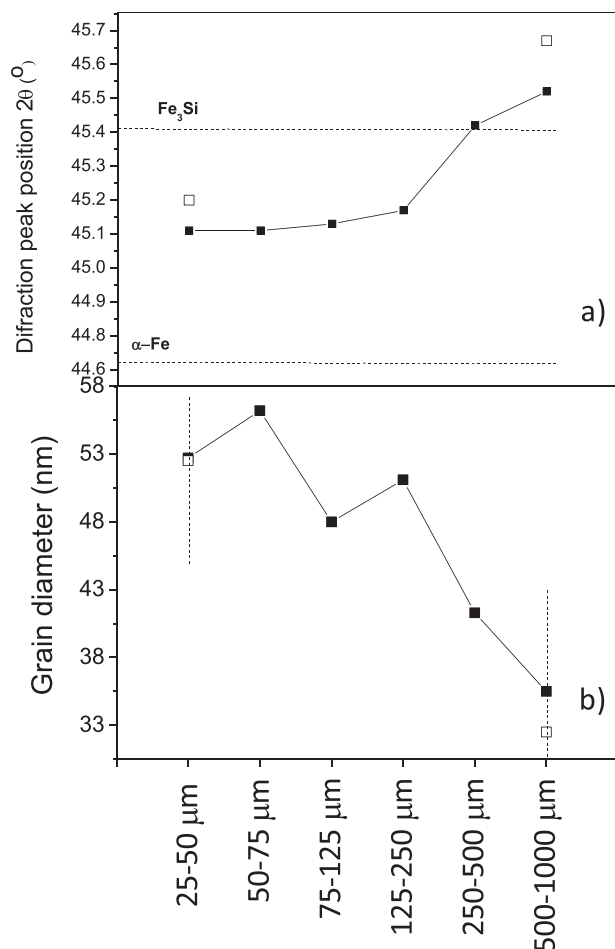 Difraction peak position 2θ (º)
45.7
45.6
45.5
45.4
45.3
45.2
45.1
45.0
44.9
44.8
44.7
44.6
Fe3Si
α–Fe
a)
Grain diameter (nm)
58
53
48
43
38
33
b)
25-50 μm
50-75 μm
75-125 μm
125-250 μm
250-500 μm
500-1000 μm